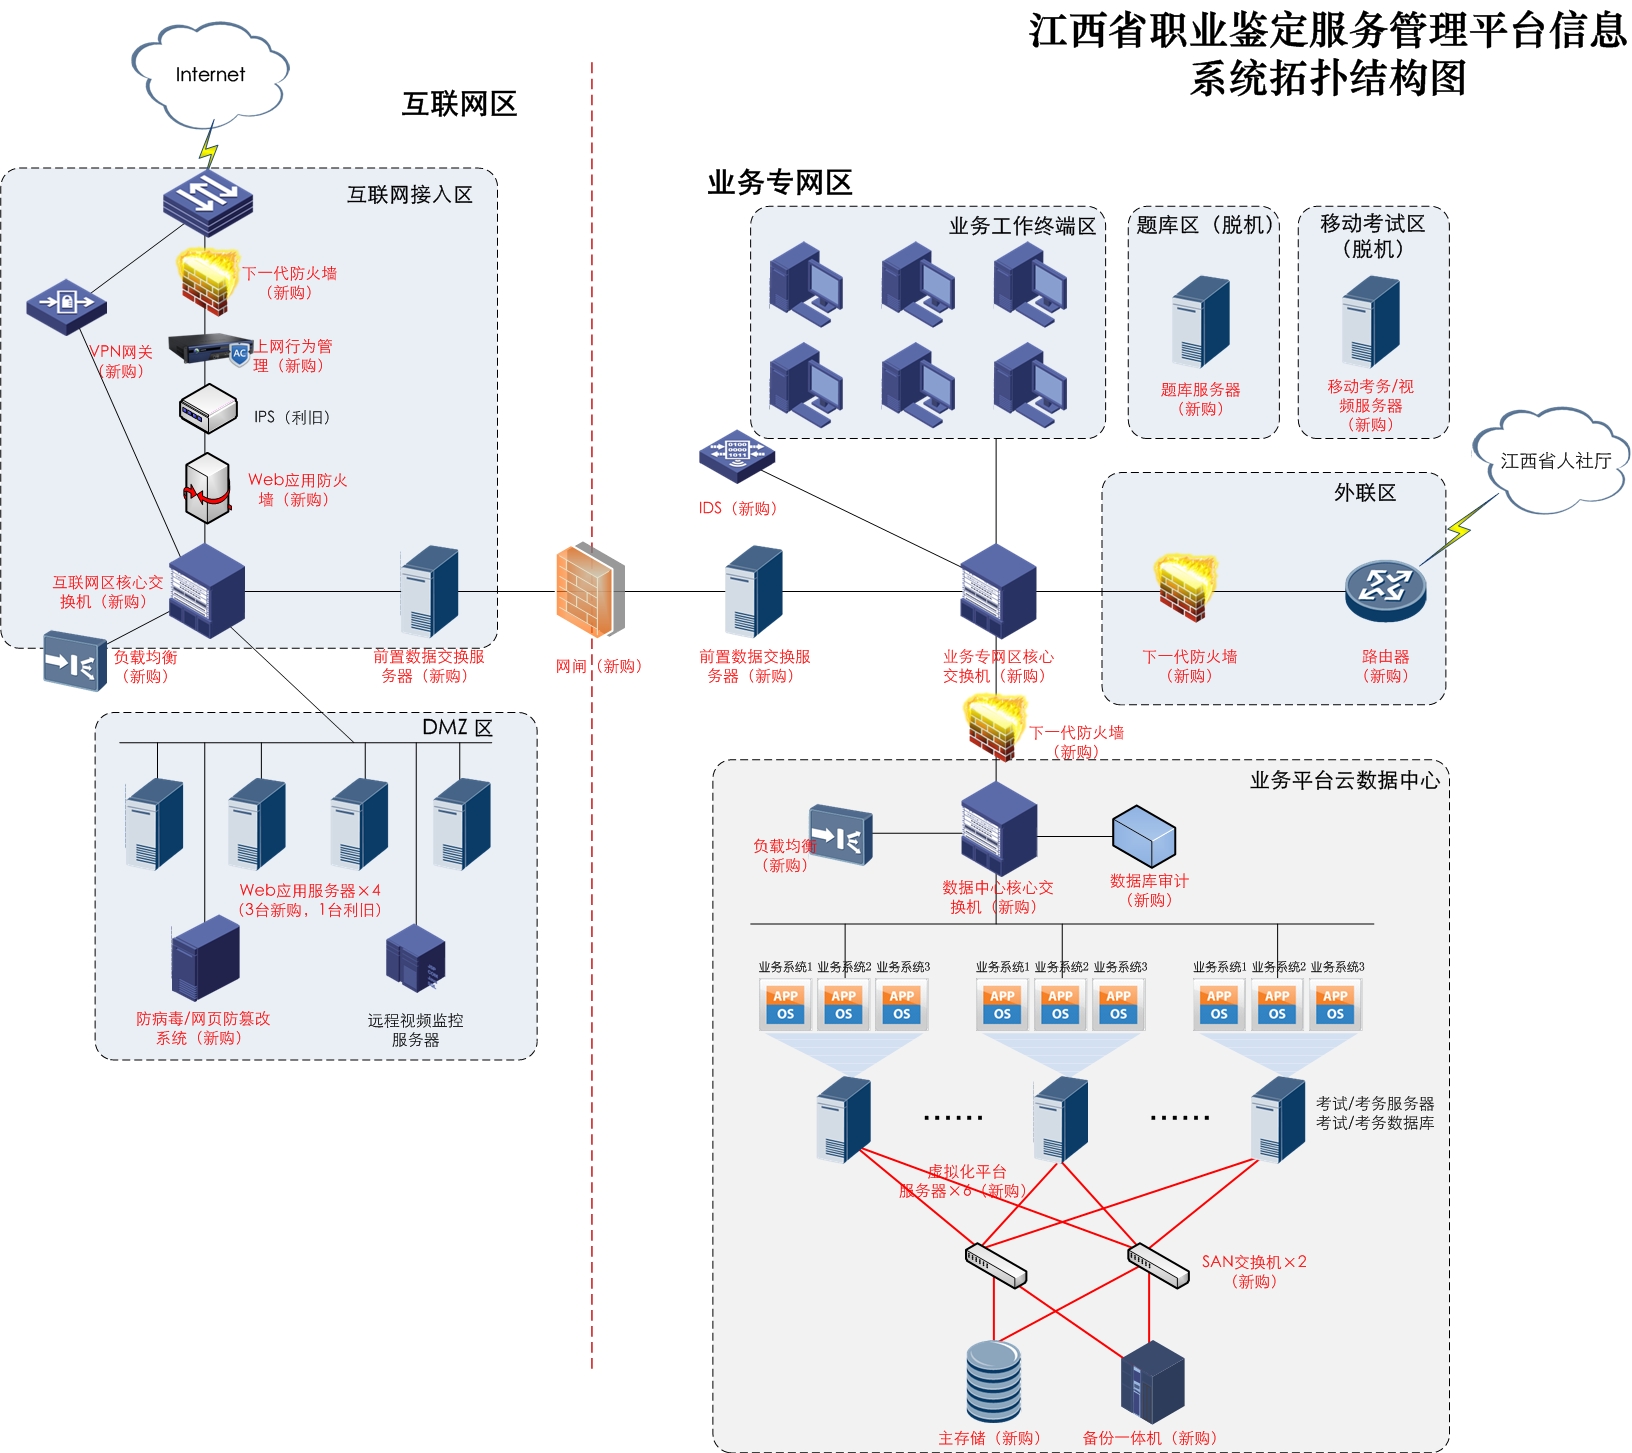 江西省职业鉴定服务管理平台信息
系统拓扑结构图
Internet
互联网区
互联网接入区
下一代防火墙
（新购）
VPN网关
（新购）
AC
上网行为管
理（新购）
IPS（利旧）
Web应用防火
墙（新购）
互联网区核心交
换机（新购）
负载均衡
（新购）
前置数据交换服
务器（新购）
网闸（新购）
DMZ 区
Web应用服务器×4
（3台新购，1台利旧）
防病毒/网页防篡改
系统（新购）
远程视频监控
服务器
业务专网区
业务工作终端区
题库区（脱机）
题库服务器
（新购）
移动考试区
（脱机）
移动考务/视
频服务器
（新购）
江西省人社厅
0100
0000
1011
IDS（新购）
前置数据交换服
务器（新购）
业务专网区核心
交换机（新购）
外联区
下一代防火墙
（新购）
路由器
（新购）
下一代防火墙
（新购）
业务平台云数据中心
负载均衡
（新购）
数据中心核心交
换机（新购）
数据库审计
（新购）
业务系统1 业务系统2 业务系统3
APP APP APP
OS OS OS
业务系统1 业务系统2 业务系统3
APP APP APP
OS OS OS
业务系统1 业务系统2 业务系统3
APP APP APP
OS OS OS
……
……
考试/考务服务器
考试/考务数据库
虚拟化平台
服务器×6（新购）
SAN交换机×2
（新购）
主存储（新购）
备份一体机（新购）